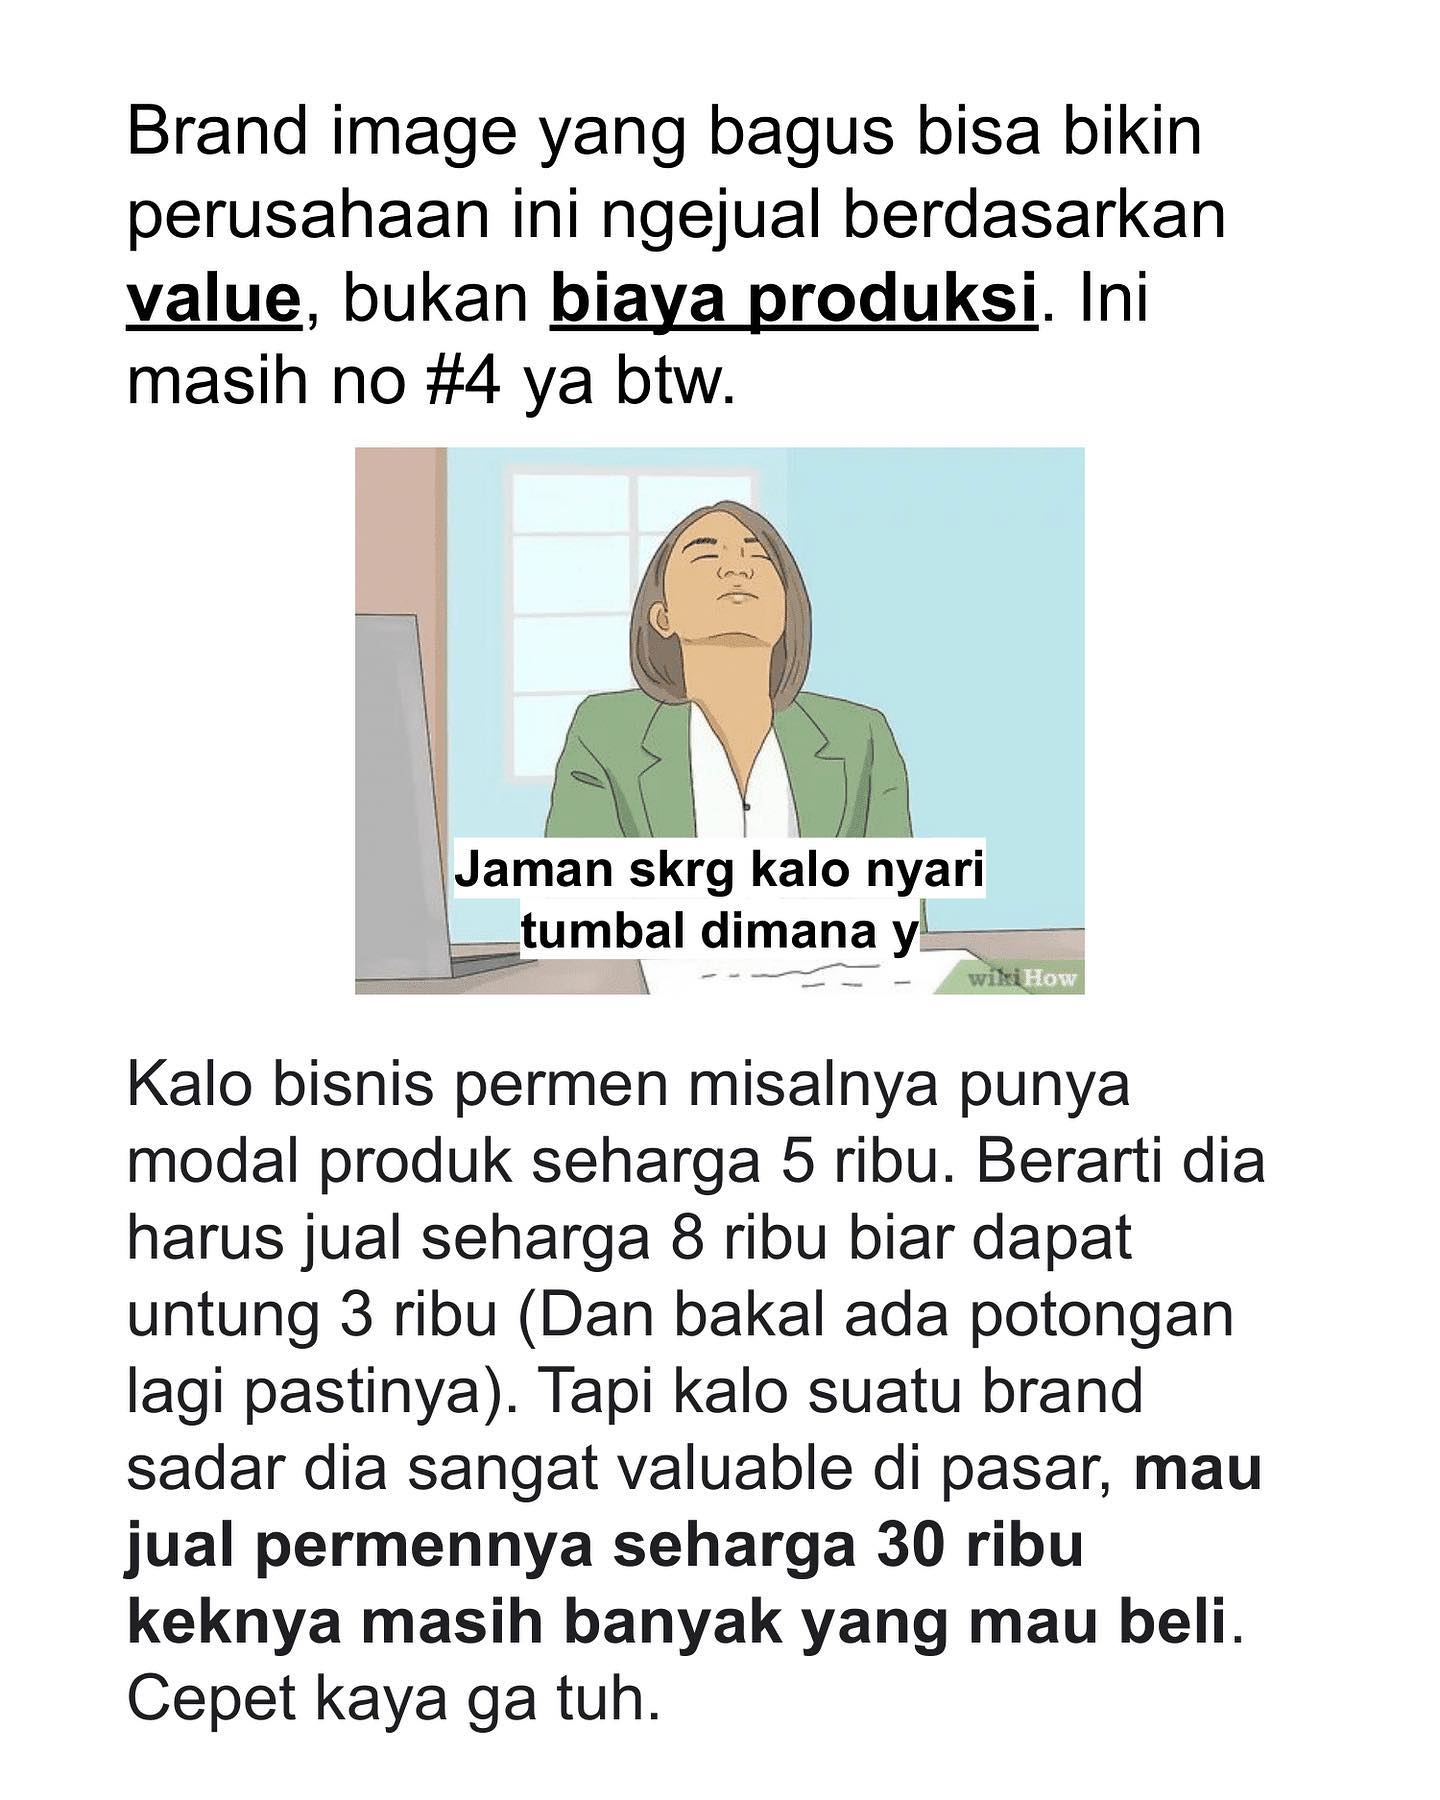 Brand image yang bagus bisa bikin
perusahaan ini ngejual berdasarkan
value, bukan biaya produksi. Ini
masih no #4 ya btw.
Jaman skrg kalo nyari
tumbal dimana y
wikiHow
Kalo bisnis permen misalnya punya
modal produk seharga 5 ribu. Berarti dia
harus jual seharga 8 ribu biar dapat
untung 3 ribu (Dan bakal ada potongan
lagi pastinya). Tapi kalo suatu brand
sadar dia sangat valuable di pasar, mau
jual permennya seharga 30 ribu
keknya masih banyak yang mau beli.
Cepet kaya ga tuh.